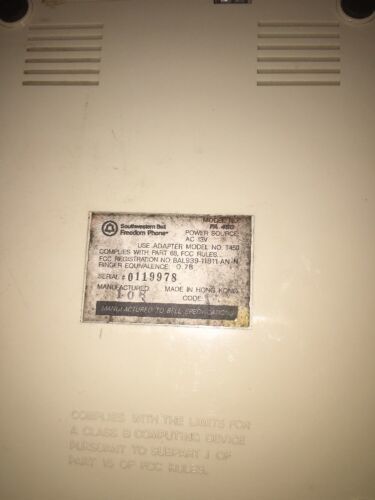 Southwestern Bell
Freedom Phone®
MODEL NO.
FA 450
POWER SOURCE
AC 13V
USE ADAPTER MODEL NO. T450
COMPLIES WITH PART 68, FCC RULES.
FCC REGISTRATION NO.
RINGER EQUIVALENCE: 0.7B
SERIAL # 0119978
MANUFACTURED MADE IN HONG KONG
CODE
MANUFACTURED TO BELL SPECIFICATIONS
COMPLIES WITH THE LIMITS FOR
A CLASS B COMPUTING DEVICE
PURSUANT TO SUBPART J OF
PART 15 OF FCC RULES.